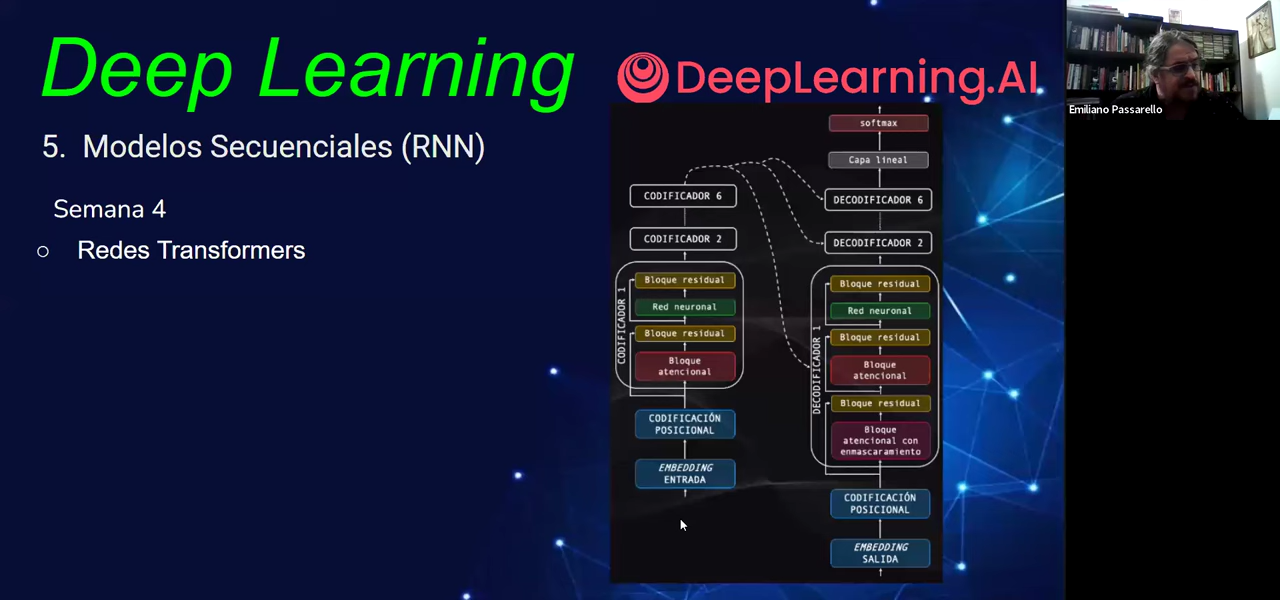 Deep Learning
DeepLearning.AI
Emiliano Passarello
5. Modelos Secuenciales (RNN)
Semana 4
○ Redes Transformers
softmax
Capa lineal
CODIFICADOR 6
DECODIFICADOR 6
CODIFICADOR 2
DECODIFICADOR 2
CODIFICADOR 1
Bloque residual
Red neuronal
Bloque residual
Bloque
atencional
CODIFICACIÓN
POSICIONAL
EMBEDDING
ENTRADA
DECODIFICADOR 1
Bloque residual
Red neuronal
Bloque residual
Bloque
atencional
Bloque residual
Bloque
atencional con
enmascaramiento
CODIFICACIÓN
POSICIONAL
EMBEDDING
SALIDA